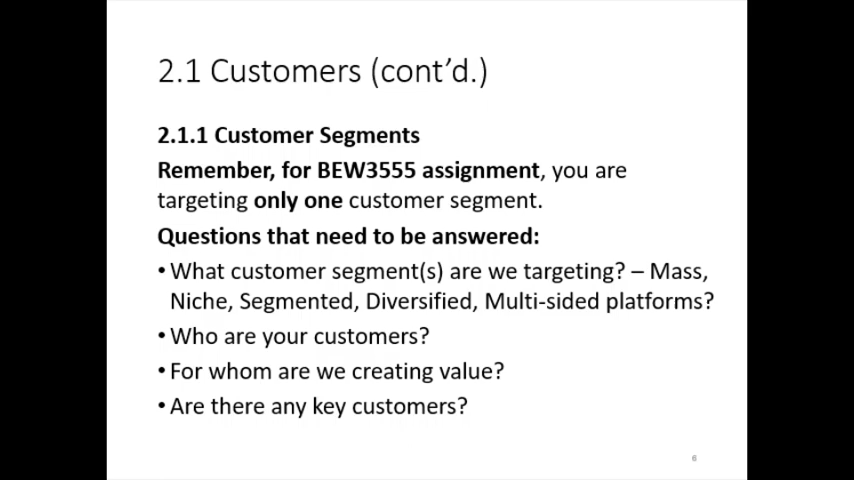 2.1 Customers (cont’d.)
2.1.1 Customer Segments
Remember, for BEW3555 assignment, you are
targeting only one customer segment.
Questions that need to be answered:
• What customer segment(s) are we targeting? – Mass,
Niche, Segmented, Diversified, Multi-sided platforms?
• Who are your customers?
• For whom are we creating value?
• Are there any key customers?
6